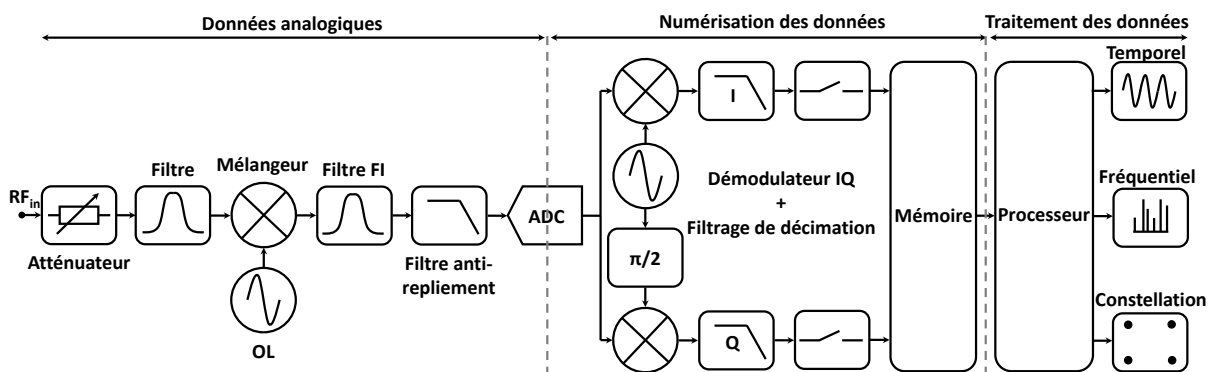 Données analogiques
Numérisation des données
Traitement des données
Temporel
I
Filtre
Mélangeur
Filtre FI
RFin
ADC
Démodulateur IQ
+
Filtrage de décimation
Mémoire
Processeur
Fréquentiel
Atténuateur
Filtre anti-
repliement
π/2
OL
Q
Constellation